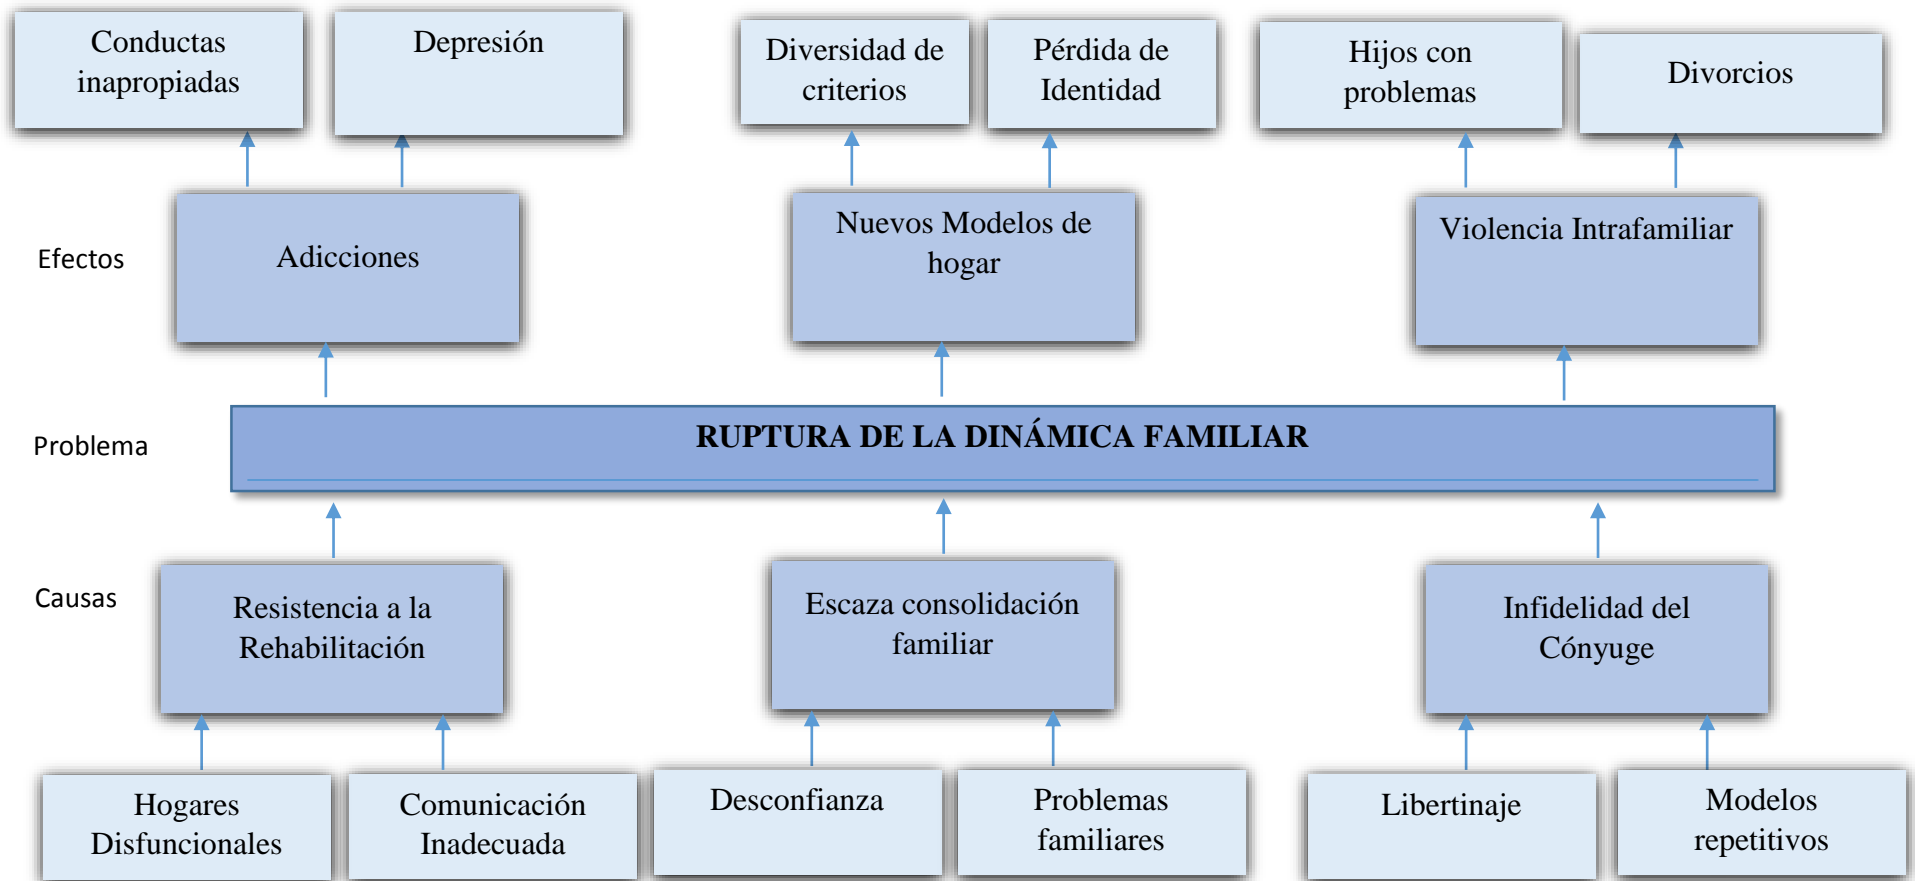 Conductas
inapropiadas
Depresión
Diversidad de
criterios
Pérdida de
Identidad
Hijos con
problemas
Divorcios
Efectos
Adicciones
Nuevos Modelos de
hogar
Violencia Intrafamiliar
Problema
RUPTURA DE LA DINÁMICA FAMILIAR
Causas
Resistencia a la
Rehabilitación
Escaza consolidación
familiar
Infidelidad del
Cónyuge
Hogares
Disfuncionales
Comunicación
Inadecuada
Desconfianza
Problemas
familiares
Libertinaje
Modelos
repetitivos